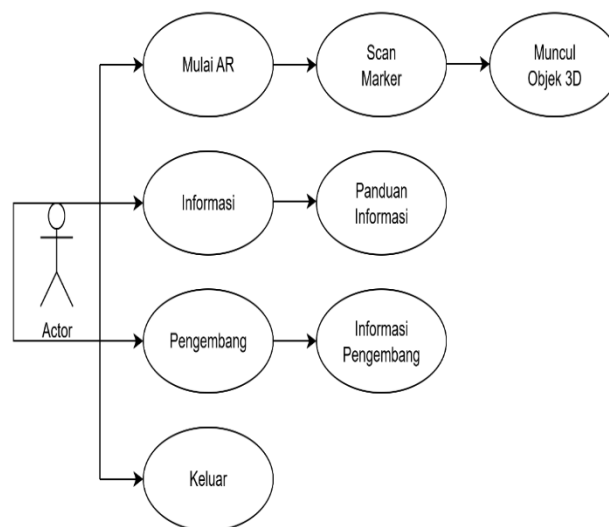 Mulai AR
Scan
Marker
Muncul
Objek 3D
Informasi
Panduan
Informasi
Actor
Pengembang
Informasi
Pengembang
Keluar